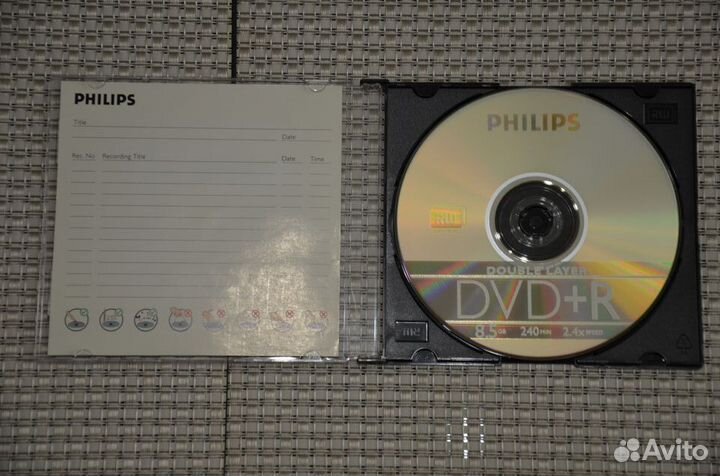 PHILIPS
Title
Date
Rec. No Recording Title Date Time
PHILIPS
RW
DOUBLE LAYER
DVD+R
8.5 GB 240 MIN 2.4x SPEED
Avito